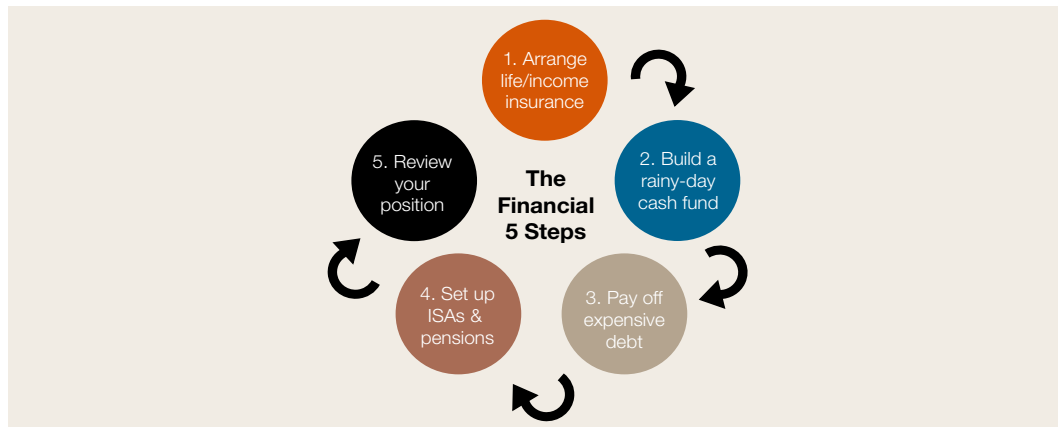 1. Arrange
life/income
insurance
2. Build a
rainy-day
cash fund
3. Pay off
expensive
debt
4. Set up
ISAs &
pensions
5. Review
your
position
The
Financial
5 Steps